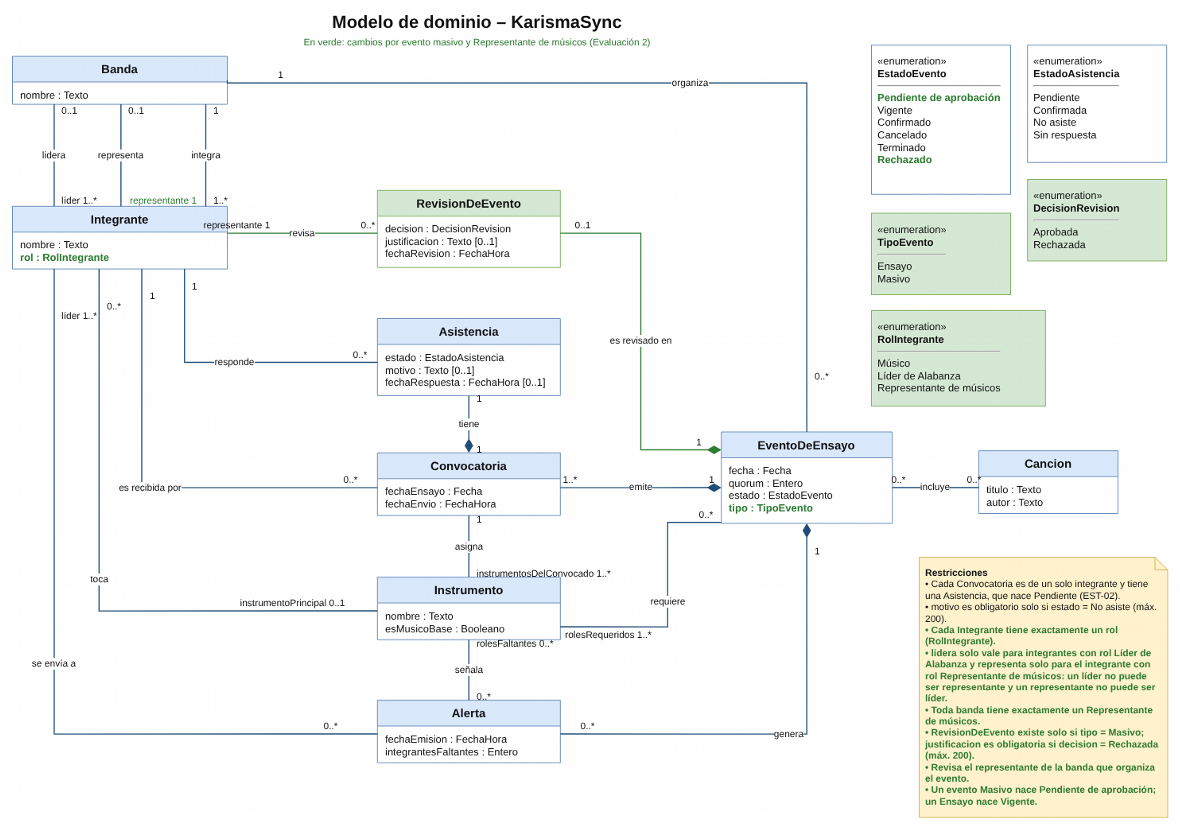 Modelo de dominio – KarismaSync
En verde: cambios por evento masivo y Representante de músicos (Evaluación 2)
Banda
nombre : Texto
1
organiza
0..*
0..1
0..1
1
lidera
representa
integra
líder 1..*
representante 1
1..*
Integrante
nombre : Texto
rol : RolIntegrante
representante 1
revisa
0..*
RevisionDeEvento
decision : DecisionRevision
justificacion : Texto [0..1]
fechaRevision : FechaHora
0..1
es revisado en
1
líder 1..*
0..*
1
1
responde
0..*
Asistencia
estado : EstadoAsistencia
motivo : Texto [0..1]
fechaRespuesta : FechaHora [0..1]
1
tiene
1
es recibida por
0..*
Convocatoria
fechaEnsayo : Fecha
fechaEnvio : FechaHora
1..*
emite
1
EventoDeEnsayo
fecha : Fecha
quorum : Entero
estado : EstadoEvento
tipo : TipoEvento
0..*
incluye
0..*
Cancion
titulo : Texto
autor : Texto
1
asigna
instrumentosDelConvocado 1..*
toca
instrumentoPrincipal 0..1
Instrumento
nombre : Texto
esMusicoBase : Booleano
rolesRequeridos 1..*
requiere
0..*
rolesFaltantes 0..*
señala
0..*
se envía a
0..*
Alerta
fechaEmision : FechaHora
integrantesFaltantes : Entero
0..*
genera
1
«enumeration»
EstadoEvento
Pendiente de aprobación
Vigente
Confirmado
Cancelado
Terminado
Rechazado
«enumeration»
EstadoAsistencia
Pendiente
Confirmada
No asiste
Sin respuesta
«enumeration»
DecisionRevision
Aprobada
Rechazada
«enumeration»
TipoEvento
Ensayo
Masivo
«enumeration»
RolIntegrante
Músico
Líder de Alabanza
Representante de músicos
Restricciones
• Cada Convocatoria es de un solo integrante y tiene
una Asistencia, que nace Pendiente (EST-02).
• motivo es obligatorio solo si estado = No asiste (máx.
200).
• Cada Integrante tiene exactamente un rol
(RolIntegrante).
• lidera solo vale para integrantes con rol Líder de
Alabanza y representa solo para el integrante con
rol Representante de músicos: un líder no puede
ser representante y un representante no puede ser
líder.
• Toda banda tiene exactamente un Representante
de músicos.
• RevisionDeEvento existe solo si tipo = Masivo;
justificacion es obligatoria si decision = Rechazada
(máx. 200).
• Revisa el representante de la banda que organiza
el evento.
• Un evento Masivo nace Pendiente de aprobación;
un Ensayo nace Vigente.